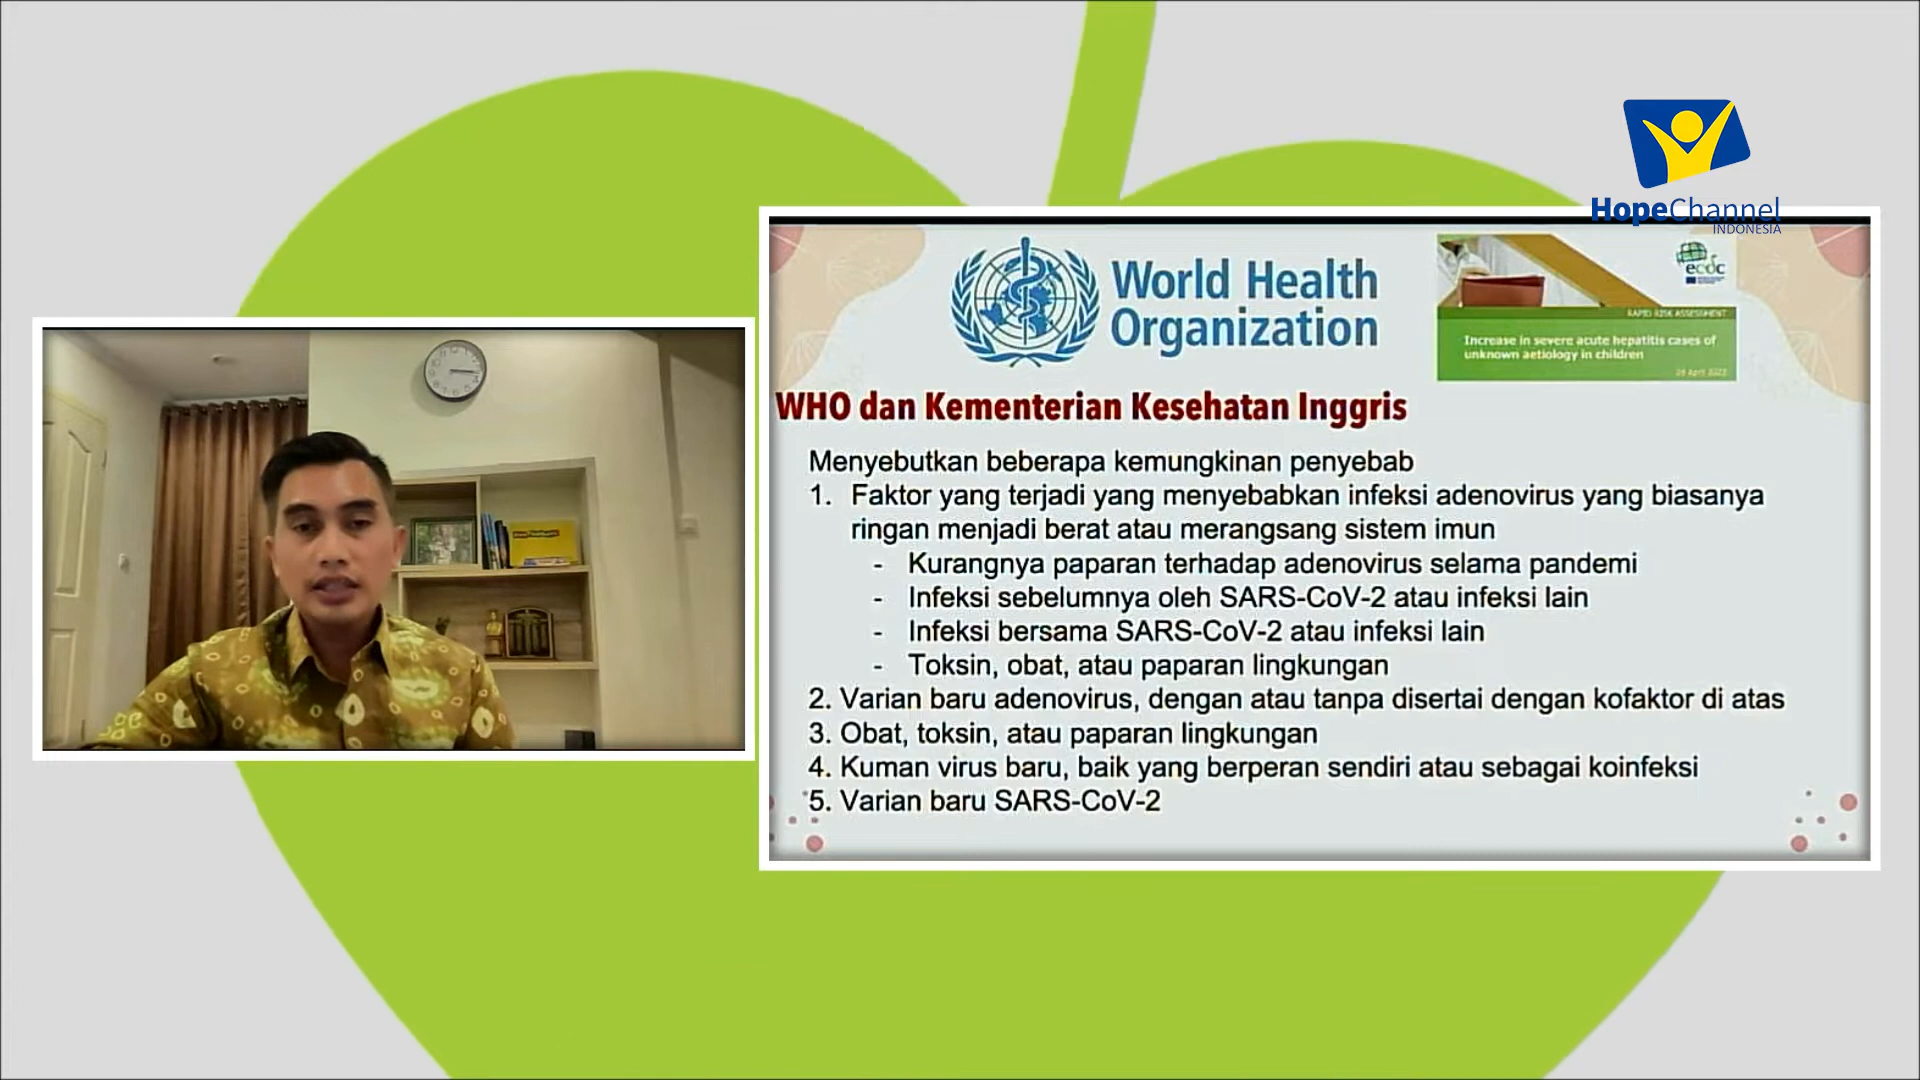 HopeChannel
INDONESIA
World Health
Organization
ecdc
RAPID RISK ASSESSMENT
Increase in severe acute hepatitis cases of
unknown aetiology in children
WHO dan Kementerian Kesehatan Inggris
Menyebutkan beberapa kemungkinan penyebab
1. Faktor yang terjadi yang menyebabkan infeksi adenovirus yang biasanya
ringan menjadi berat atau merangsang sistem imun
- Kurangnya paparan terhadap adenovirus selama pandemi
- Infeksi sebelumnya oleh SARS-CoV-2 atau infeksi lain
- Infeksi bersama SARS-CoV-2 atau infeksi lain
- Toksin, obat, atau paparan lingkungan
2. Varian baru adenovirus, dengan atau tanpa disertai dengan kofaktor di atas
3. Obat, toksin, atau paparan lingkungan
4. Kuman virus baru, baik yang berperan sendiri atau sebagai koinfeksi
5. Varian baru SARS-CoV-2